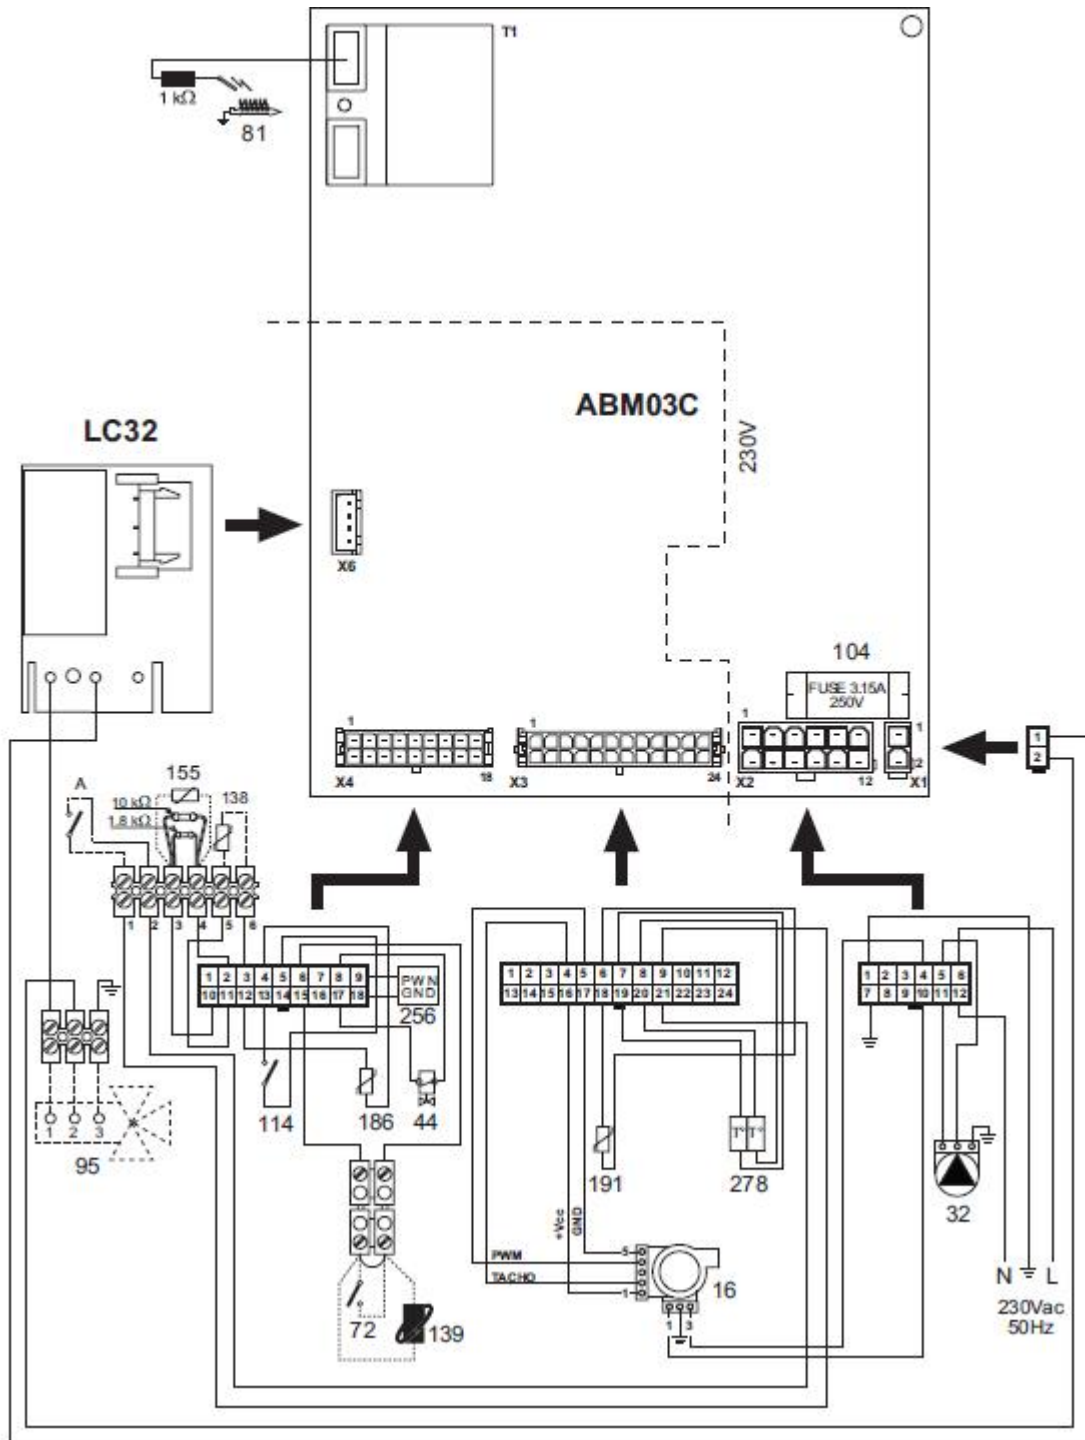 T1
1 kΩ
81
ABM03C
230V
LC32
X6
104
FUSE 3.15A
250V
1
18
X4
1
24
X3
1
12
X2
1
2
X1
1
2
A
155
10 kΩ
1.8 kΩ
138
1 2 3 4 5 6
1 2 3 4 5 6 7 8 9
10 11 12 13 14 15 16 17 18
PWN
GND
256
1 2 3 4 5 6 7 8 9 10 11 12
13 14 15 16 17 18 19 20 21 22 23 24
1 2 3 4 5 6
7 8 9 10 11 12
114
186
44
1 2 3
95
191
T° T°
278
32
+Vcc
GND
PWM
TACHO
5
1
16
1 3
N L
230Vac
50Hz
72
139